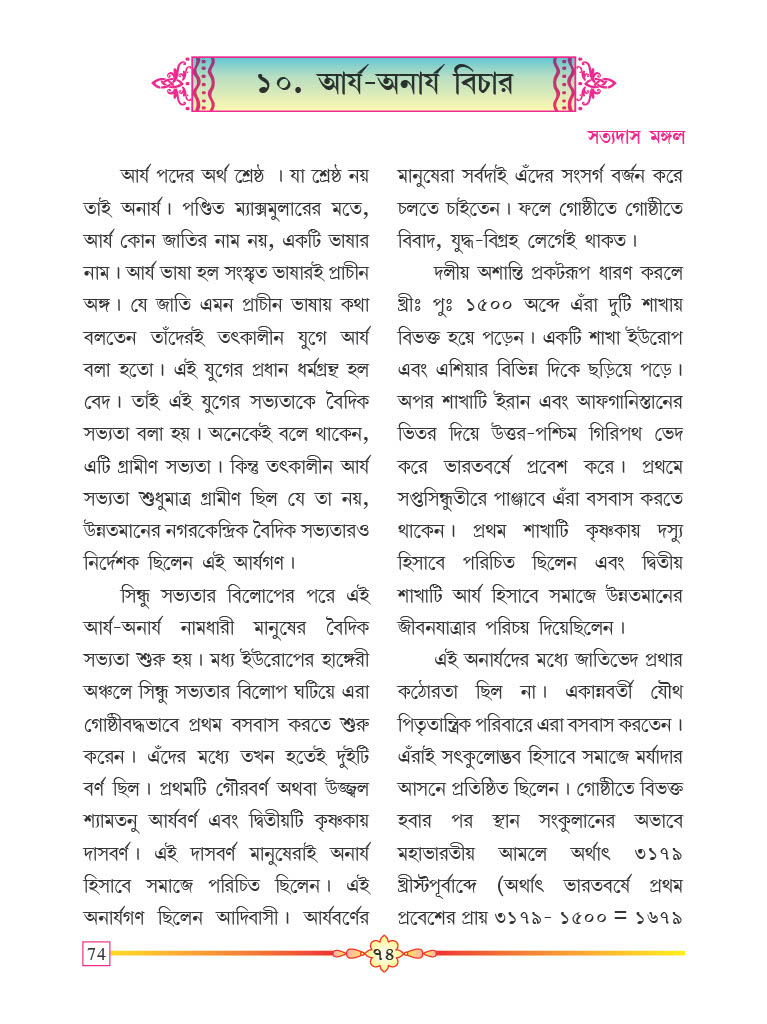 ১০. আর্য-অনার্য বিচার
সত্যদাস মণ্ডল
আর্য পদের অর্থ শ্রেষ্ঠ । যা শ্রেষ্ঠ নয়
তাই অনার্য। পণ্ডিত ম্যাক্সমুলারের মতে,
আর্য কোন জাতির নাম নয়, একটি ভাষার
নাম। আর্য ভাষা হল সংস্কৃত ভাষারই প্রাচীন
অঙ্গ। যে জাতি এমন প্রাচীন ভাষায় কথা
বলতেন তাঁদেরই তৎকালীন যুগে আর্য
বলা হতো। এই যুগের প্রধান ধর্মগ্রন্থ হল
বেদ। তাই এই যুগের সভ্যতাকে বৈদিক
সভ্যতা বলা হয়। অনেকেই বলে থাকেন,
এটি গ্রামীণ সভ্যতা। কিন্তু তৎকালীন আর্য
সভ্যতা শুধুমাত্র গ্রামীণ ছিল যে তা নয়,
উন্নতমানের নগরকেন্দ্রিক বৈদিক সভ্যতারও
নির্দেশক ছিলেন এই আর্যগণ।
সিন্ধু সভ্যতার বিলোপের পরে এই
আর্য-অনার্য নামধারী মানুষের বৈদিক
সভ্যতা শুরু হয়। মধ্য ইউরোপের হাঙ্গেরী
অঞ্চলে সিন্ধু সভ্যতার বিলোপ ঘটিয়ে এরা
গোষ্ঠীবদ্ধভাবে প্রথম বসবাস করতে শুরু
করেন। এঁদের মধ্যে তখন হতেই দুইটি
বর্ণ ছিল। প্রথমটি গৌরবর্ণ অথবা উজ্জ্বল
শ্যামতনু আর্যবর্ণ এবং দ্বিতীয়টি কৃষ্ণকায়
দাসবর্ণ। এই দাসবর্ণ মানুষেরাই অনার্য
হিসাবে সমাজে পরিচিত ছিলেন। এই
অনার্যগণ ছিলেন আদিবাসী। আর্যবর্ণের
মানুষেরা সর্বদাই এঁদের সংসর্গ বর্জন করে
চলতে চাইতেন। ফলে গোষ্ঠীতে গোষ্ঠীতে
বিবাদ, যুদ্ধ-বিগ্রহ লেগেই থাকত।
দলীয় অশান্তি প্রকটরূপ ধারণ করলে
খ্রীঃ পুঃ ১৫০০ অব্দে এঁরা দুটি শাখায়
বিভক্ত হয়ে পড়েন। একটি শাখা ইউরোপ
এবং এশিয়ার বিভিন্ন দিকে ছড়িয়ে পড়ে।
অপর শাখাটি ইরান এবং আফগানিস্তানের
ভিতর দিয়ে উত্তর-পশ্চিম গিরিপথ ভেদ
করে ভারতবর্ষে প্রবেশ করে। প্রথমে
সপ্তসিন্ধুতীরে পাঞ্জাবে এঁরা বসবাস করতে
থাকেন। প্রথম শাখাটি কৃষ্ণকায় দস্যু
হিসাবে পরিচিত ছিলেন এবং দ্বিতীয়
শাখাটি আর্য হিসাবে সমাজে উন্নতমানের
জীবনযাত্রার পরিচয় দিয়েছিলেন।
এই অনার্যদের মধ্যে জাতিভেদ প্রথার
কঠোরতা ছিল না। একান্নবর্তী যৌথ
পিতৃতান্ত্রিক পরিবারে এরা বসবাস করতেন।
এঁরাই সৎকুলোদ্ভব হিসাবে সমাজে মর্যাদার
আসনে প্রতিষ্ঠিত ছিলেন। গোষ্ঠীতে বিভক্ত
হবার পর স্থান সংকুলানের অভাবে
মহাভারতীয় আমলে অর্থাৎ ৩১৭৯
খ্রীস্টপূর্বাব্দে (অর্থাৎ ভারতবর্ষে প্রথম
প্রবেশের প্রায় ৩১৭৯- ১৫০০ = ১৬৭৯
74
৭৪